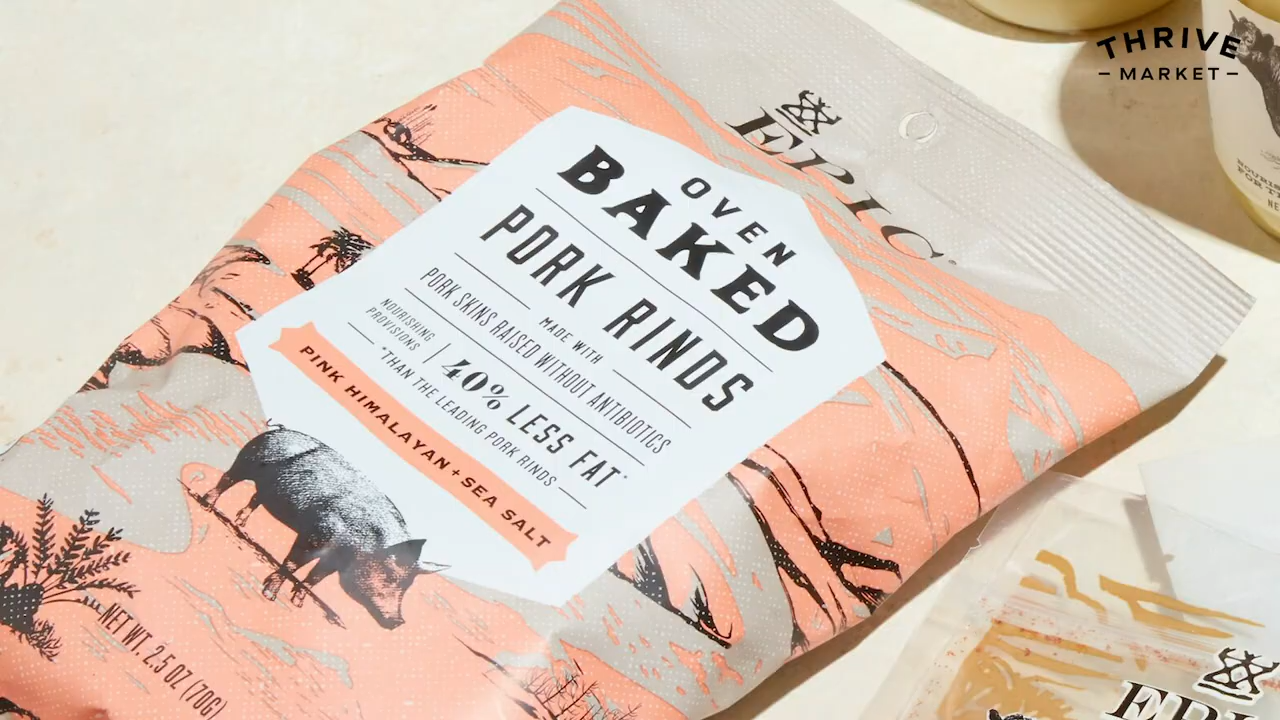 THRIVE
MARKET
EPIC
OVEN
BAKED
PORK RINDS
MADE WITH
PORK SKINS RAISED WITHOUT ANTIBIOTICS
NOURISHING
PROVISIONS
40% LESS FAT*
*THAN THE LEADING PORK RINDS
PINK HIMALAYAN + SEA SALT
NET WT. 2.5 OZ (70G)